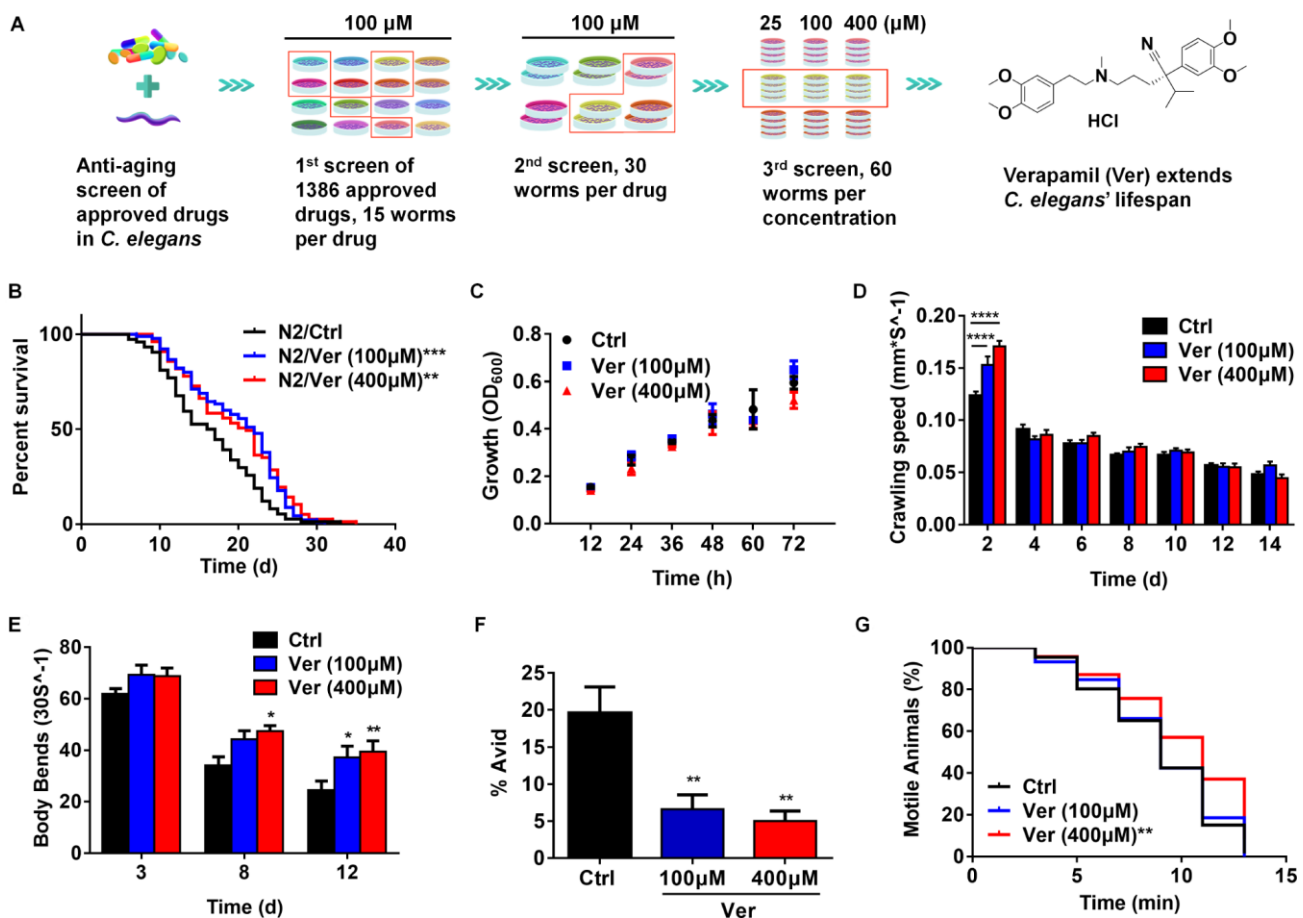 A
100 µM
100 µM
25 100 400 (µM)
Anti-aging
screen of
approved drugs
in C. elegans
1st screen of
1386 approved
drugs, 15 worms
per drug
2nd screen, 30
worms per drug
3rd screen, 60
worms per
concentration
O
O
N
N
O
O
HCl
Verapamil (Ver) extends
C. elegans' lifespan
B
Percent survival
100
50
0
0 10 20 30 40
Time (d)
N2/Ctrl
N2/Ver (100µM)***
N2/Ver (400µM)**
C
Growth (OD600)
0.8
0.6
0.4
0.2
0.0
12 24 36 48 60 72
Time (h)
Ctrl
Ver (100µM)
Ver (400µM)
D
Crawling speed (mm*S^-1)
0.20
0.15
0.10
0.05
0.00
****
****
2 4 6 8 10 12 14
Time (d)
Ctrl
Ver (100µM)
Ver (400µM)
E
Body Bends (30S^-1)
80
60
40
20
0
*
*
**
3 8 12
Time (d)
Ctrl
Ver (100µM)
Ver (400µM)
F
% Avid
25
20
15
10
5
0
**
**
Ctrl 100µM 400µM
Ver
G
Motile Animals (%)
100
80
60
40
20
0
0 5 10 15
Time (min)
Ctrl
Ver (100µM)
Ver (400µM)**